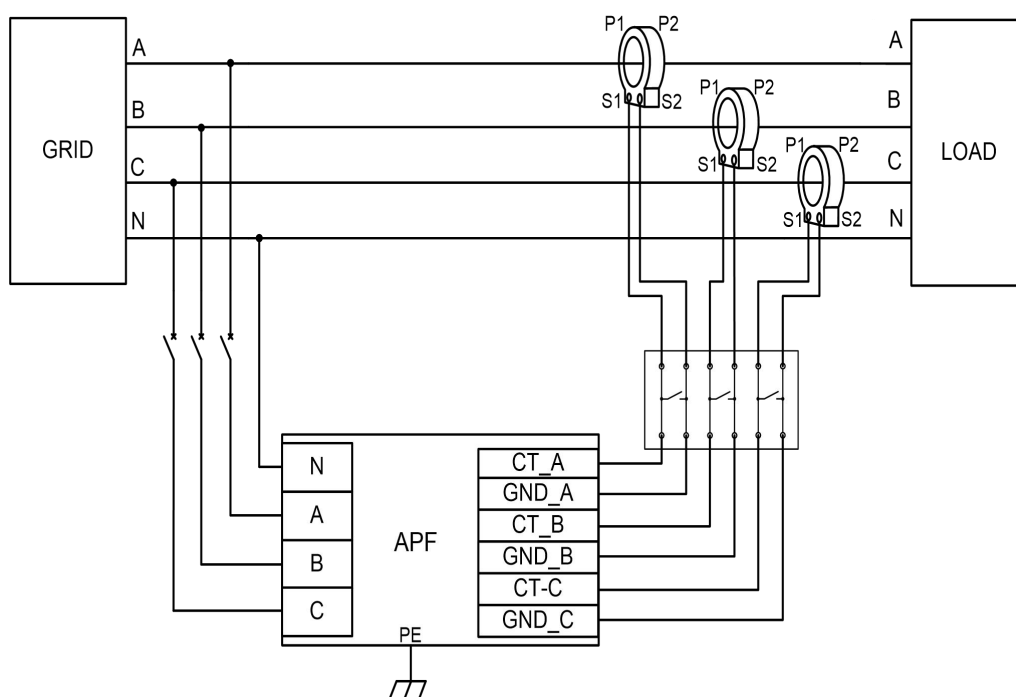 P1 P2
A A
S1 S2
P1 P2
B B
GRID LOAD
S1 S2
P1 P2
C C
S1 S2
N N
N
A
B
C
APF
CT_A
GND_A
CT_B
GND_B
CT-C
GND_C
PE